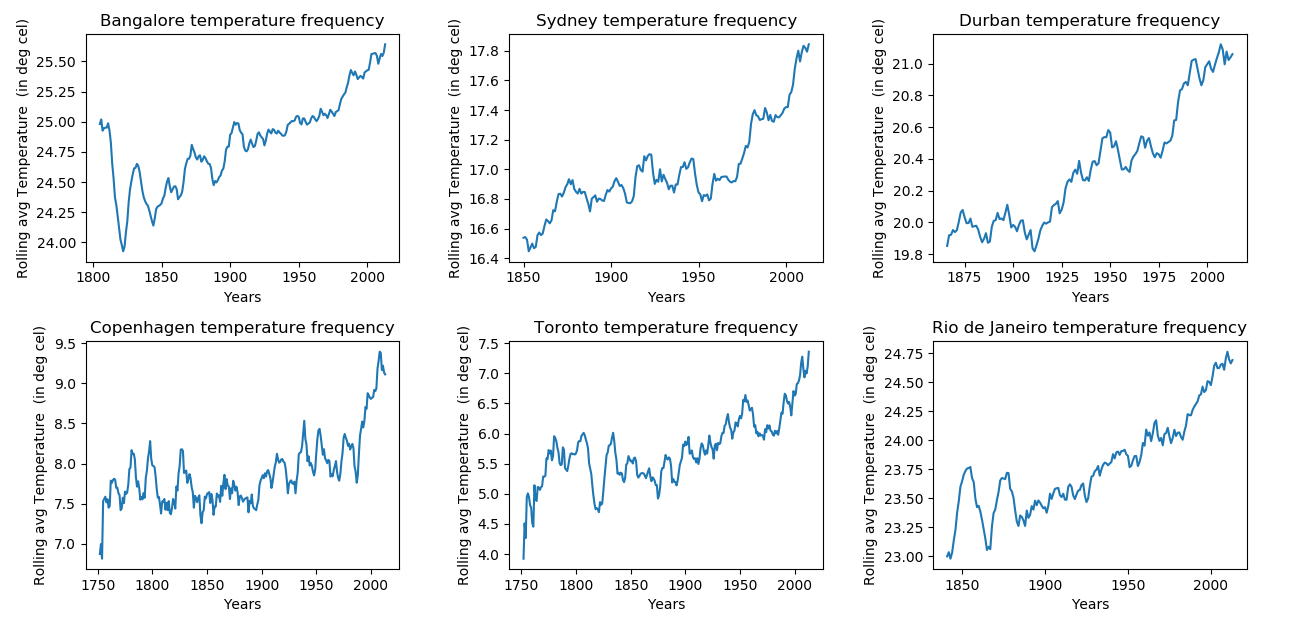 Bangalore temperature frequency
Rolling avg Temperature (in deg cel)
25.50
25.25
25.00
24.75
24.50
24.25
24.00
1800 1850 1900 1950 2000
Years
Sydney temperature frequency
Rolling avg Temperature (in deg cel)
17.8
17.6
17.4
17.2
17.0
16.8
16.6
16.4
1850 1900 1950 2000
Years
Durban temperature frequency
Rolling avg Temperature (in deg cel)
21.0
20.8
20.6
20.4
20.2
20.0
19.8
1875 1900 1925 1950 1975 2000
Years
Copenhagen temperature frequency
Rolling avg Temperature (in deg cel)
9.5
9.0
8.5
8.0
7.5
7.0
1750 1800 1850 1900 1950 2000
Years
Toronto temperature frequency
Rolling avg Temperature (in deg cel)
7.5
7.0
6.5
6.0
5.5
5.0
4.5
4.0
1750 1800 1850 1900 1950 2000
Years
Rio de Janeiro temperature frequency
Rolling avg Temperature (in deg cel)
24.75
24.50
24.25
24.00
23.75
23.50
23.25
23.00
1850 1900 1950 2000
Years